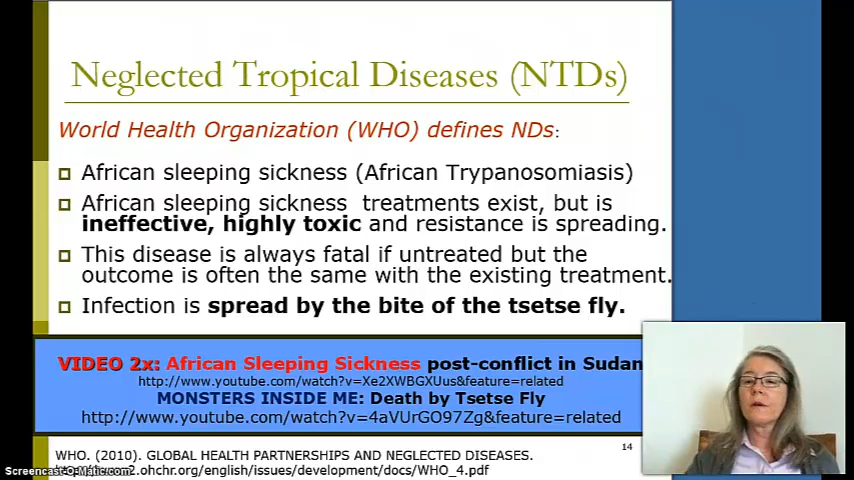 Neglected Tropical Diseases (NTDs)
World Health Organization (WHO) defines NDs:
African sleeping sickness (African Trypanosomiasis)
African sleeping sickness treatments exist, but is
ineffective, highly toxic and resistance is spreading.
This disease is always fatal if untreated but the
outcome is often the same with the existing treatment.
Infection is spread by the bite of the tsetse fly.
VIDEO 2x: African Sleeping Sickness post-conflict in Sudan
http://www.youtube.com/watch?v=Xe2XWBGXUus&feature=related
MONSTERS INSIDE ME: Death by Tsetse Fly
http://www.youtube.com/watch?v=4aVUrGO97Zg&feature=related
14
WHO. (2010). GLOBAL HEALTH PARTNERSHIPS AND NEGLECTED DISEASES.
Screencast-O-Matic.com
.ohchr.org/english/issues/development/docs/WHO_4.pdf